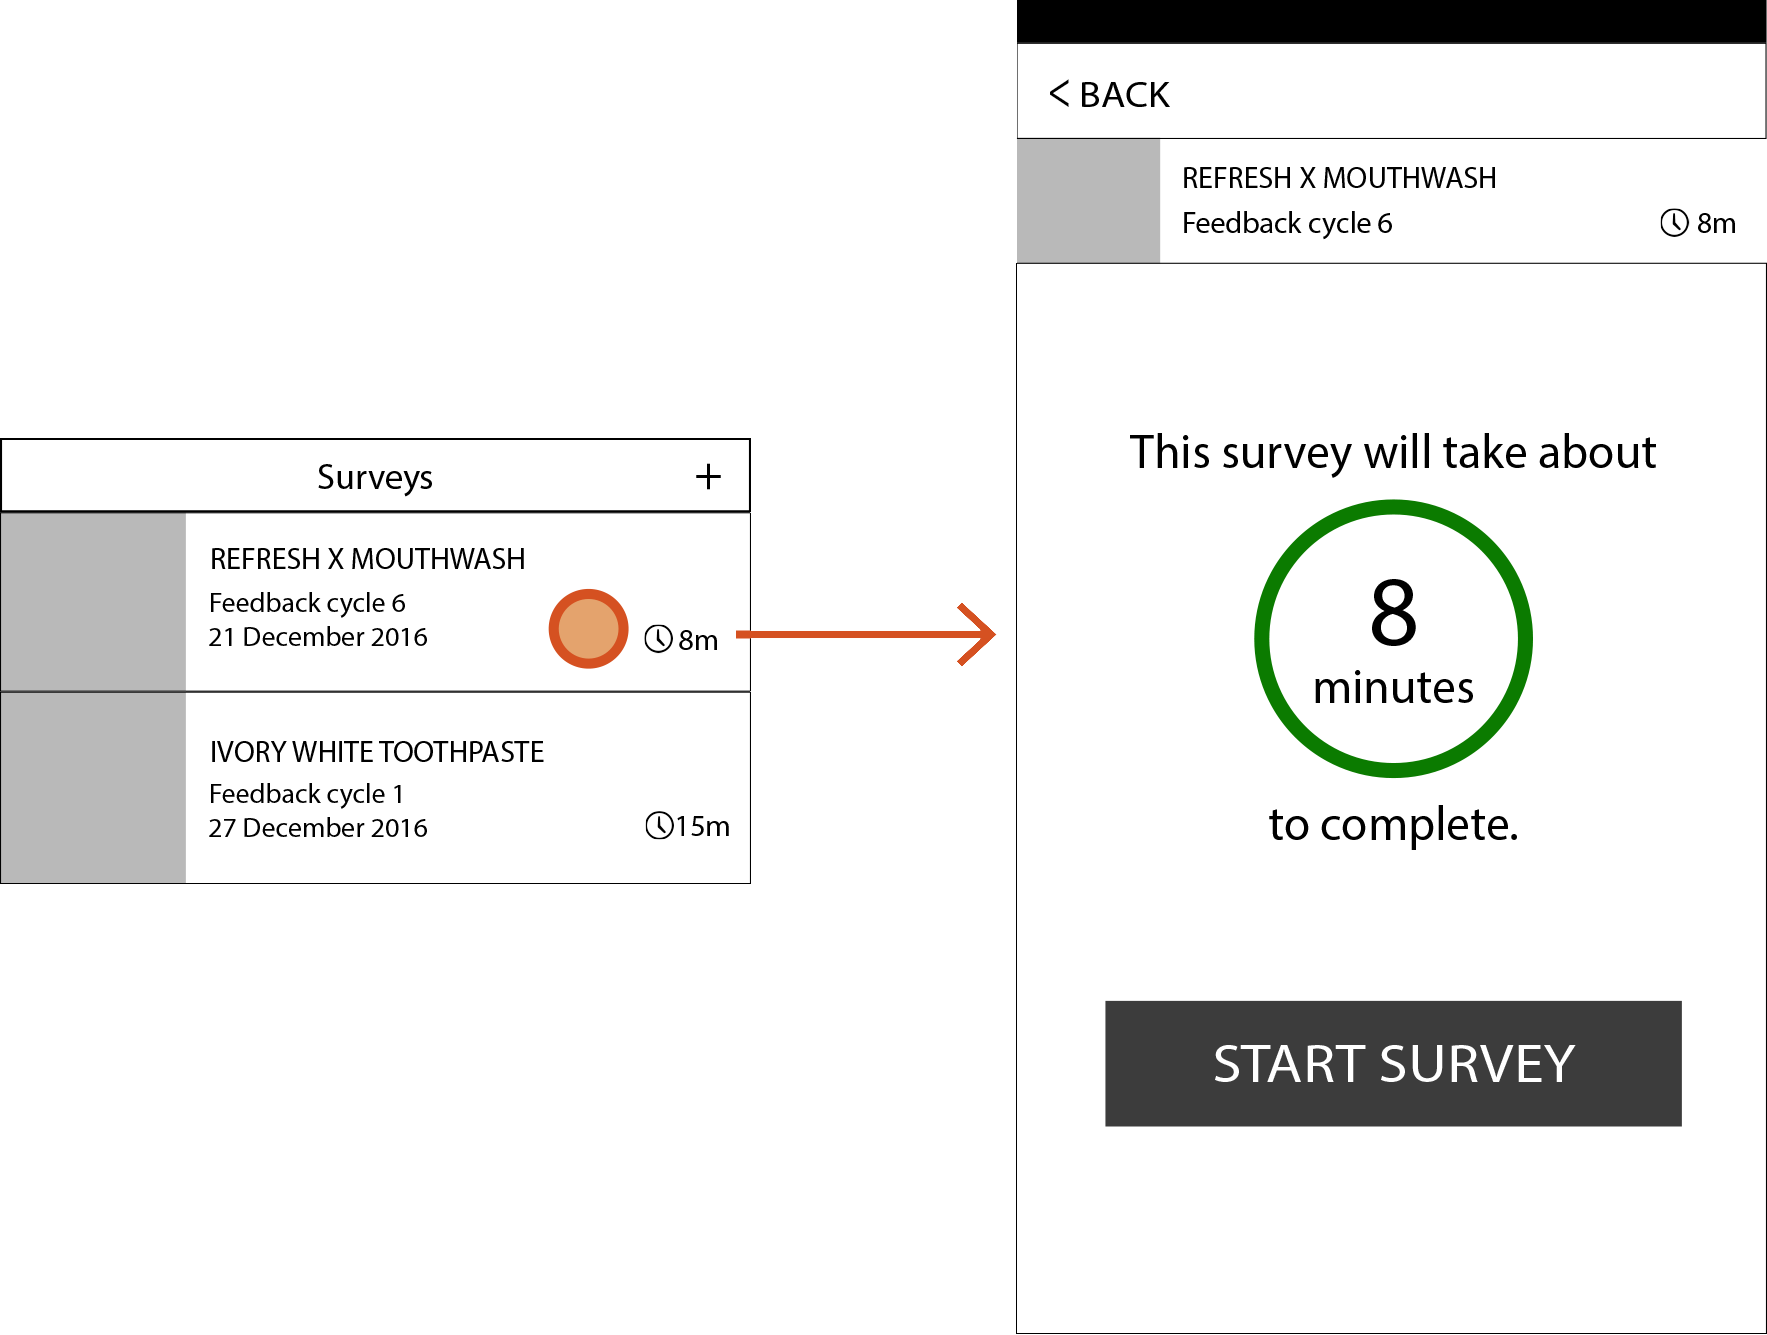 Surveys +
REFRESH X MOUTHWASH
Feedback cycle 6
21 December 2016
8m
IVORY WHITE TOOTHPASTE
Feedback cycle 1
27 December 2016
15m
< BACK
REFRESH X MOUTHWASH
Feedback cycle 6
8m
This survey will take about
8
minutes
to complete.
START SURVEY